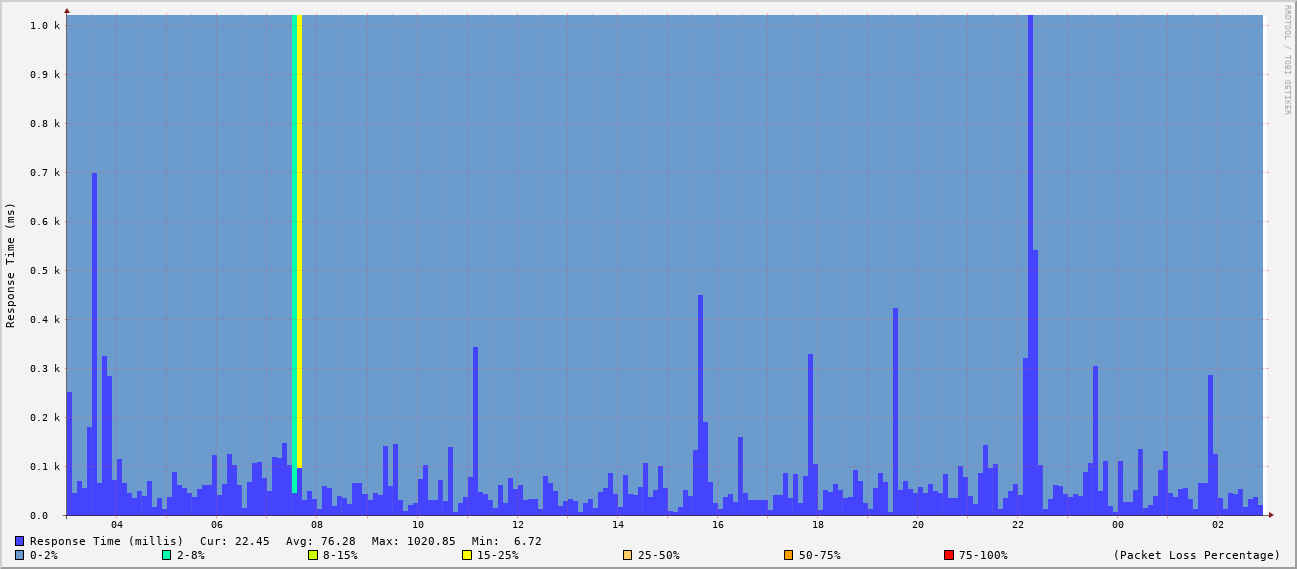 RRDTOOL / TOBI OETIKER
Response Time (ms)
1.0 k
0.9 k
0.8 k
0.7 k
0.6 k
0.5 k
0.4 k
0.3 k
0.2 k
0.1 k
0.0
04 06 08 10 12 14 16 18 20 22 00 02
Response Time (millis) Cur: 22.45 Avg: 76.28 Max: 1020.85 Min: 6.72
0-2% 2-8% 8-15% 15-25% 25-50% 50-75% 75-100% (Packet Loss Percentage)